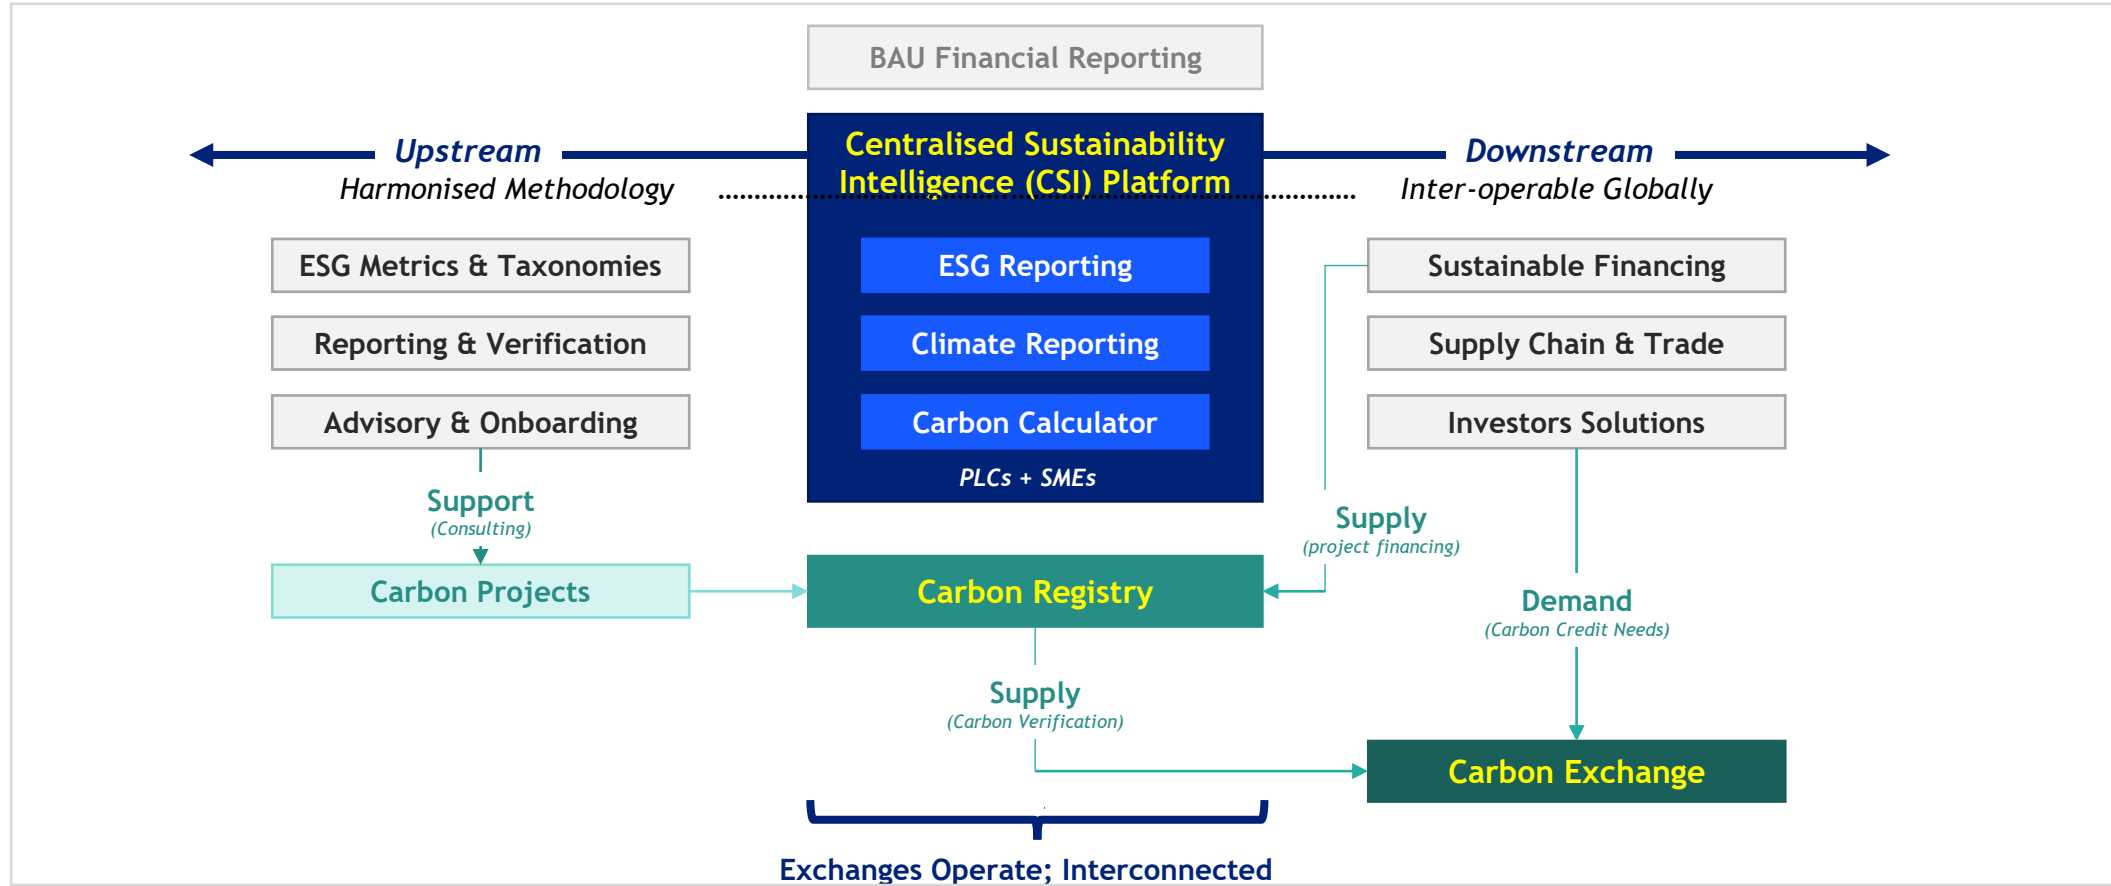 BAU Financial Reporting
Upstream
Harmonised Methodology
Centralised Sustainability
Intelligence (CSI) Platform
Downstream
Inter-operable Globally
ESG Metrics & Taxonomies
Reporting & Verification
Advisory & Onboarding
ESG Reporting
Climate Reporting
Carbon Calculator
PLCs + SMEs
Sustainable Financing
Supply Chain & Trade
Investors Solutions
Support
(Consulting)
Supply
(project financing)
Carbon Projects
Carbon Registry
Demand
(Carbon Credit Needs)
Supply
(Carbon Verification)
Carbon Exchange
Exchanges Operate; Interconnected